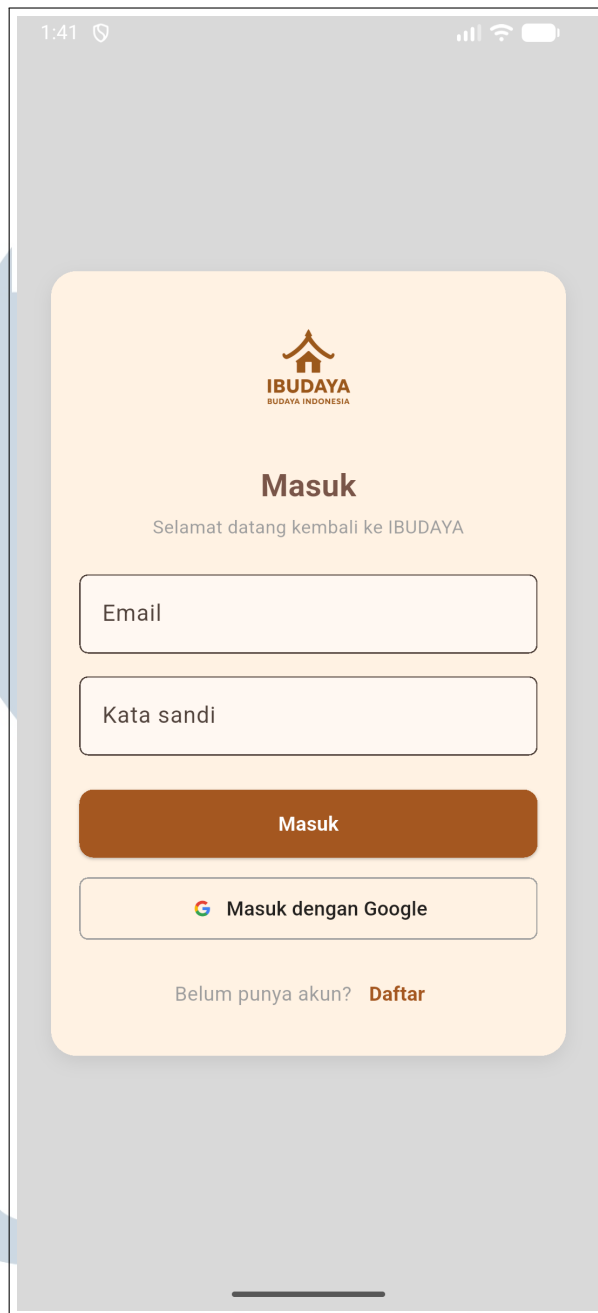 1:41
IBUDAYA
BUDAYA INDONESIA
Masuk
Selamat datang kembali ke IBUDAYA
Email
Kata sandi
Masuk
Masuk dengan Google
Belum punya akun? Daftar